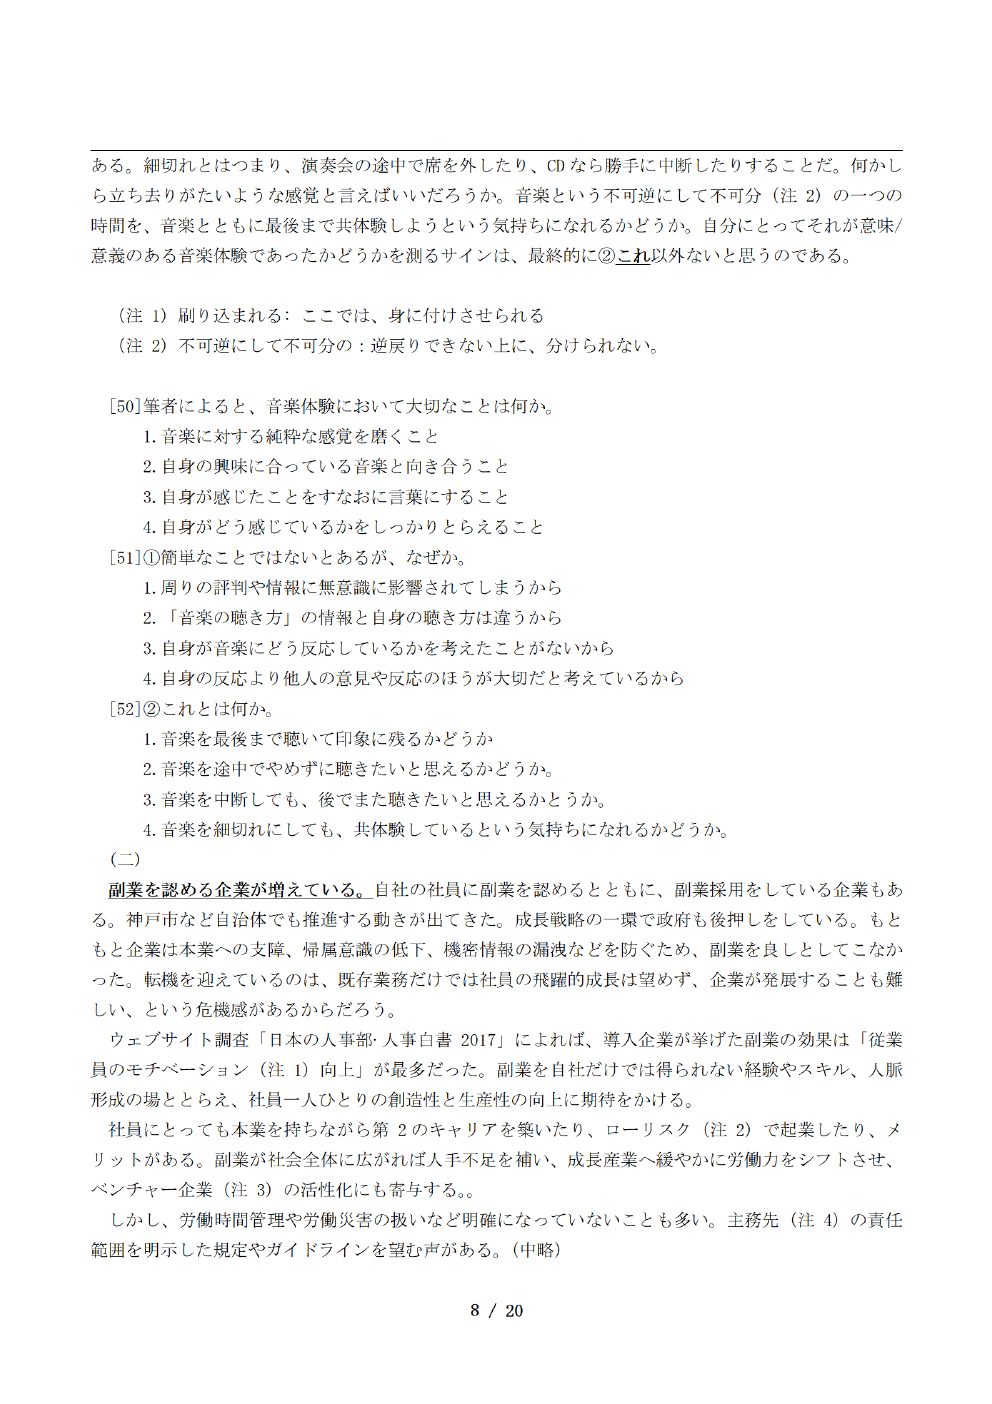 ある。細切れとはつまり、演奏会の途中で席を外したり、CDなら勝手に中断したりすることだ。何かし
ら立ち去りがたいような感覚と言えばいいだろうか。音楽という不可逆にして不可分（注 2）の一つの
時間を、音楽とともに最後まで共体験しようという気持ちになれるかどうか。自分にとってそれが意味/
意義のある音楽体験であったかどうかを測るサインは、最終的に②これ以外ないと思うのである。
（注 1）刷り込まれる：ここでは、身に付けさせられる
（注 2）不可逆にして不可分の：逆戻りできない上に、分けられない。
[50]筆者によると、音楽体験において大切なことは何か。
1.音楽に対する純粋な感覚を磨くこと
2.自身の興味に合っている音楽と向き合うこと
3.自身が感じたことをすなおに言葉にすること
4.自身がどう感じているかをしっかりとらえること
[51]①簡単なことではないとあるが、なぜか。
1.周りの評判や情報に無意識に影響されてしまうから
2.「音楽の聴き方」の情報と自身の聴き方は違うから
3.自身が音楽にどう反応しているかを考えたことがないから
4.自身の反応より他人の意見や反応のほうが大切だと考えているから
[52]②これとは何か。
1.音楽を最後まで聴いて印象に残るかどうか
2.音楽を途中でやめずに聴きたいと思えるかどうか。
3.音楽を中断しても、後でまた聴きたいと思えるかとうか。
4.音楽を細切れにしても、共体験しているという気持ちになれるかどうか。
（二）
副業を認める企業が増えている。自社の社員に副業を認めるとともに、副業採用をしている企業もあ
る。神戸市など自治体でも推進する動きが出てきた。成長戦略の一環で政府も後押しをしている。もと
もと企業は本業への支障、帰属意識の低下、機密情報の漏洩などを防ぐため、副業を良しとしてこなか
った。転機を迎えているのは、既存業務だけでは社員の飛躍的成長は望めず、企業が発展することも難
しい、という危機感があるからだろう。
ウェブサイト調査「日本の人事部·人事白書 2017」によれば、導入企業が挙げた副業の効果は「従業
員のモチベーション（注 1）向上」が最多だった。副業を自社だけでは得られない経験やスキル、人脈
形成の場ととらえ、社員一人ひとりの創造性と生産性の向上に期待をかける。
社員にとっても本業を持ちながら第 2のキャリアを築いたり、ローリスク（注 2）で起業したり、メ
リットがある。副業が社会全体に広がれば人手不足を補い、成長産業へ緩やかに労働力をシフトさせ、
ベンチャー企業（注 3）の活性化にも寄与する。。
しかし、労働時間管理や労働災害の扱いなど明確になっていないことも多い。主務先（注 4）の責任
範囲を明示した規定やガイドラインを望む声がある。（中略）
8 / 20